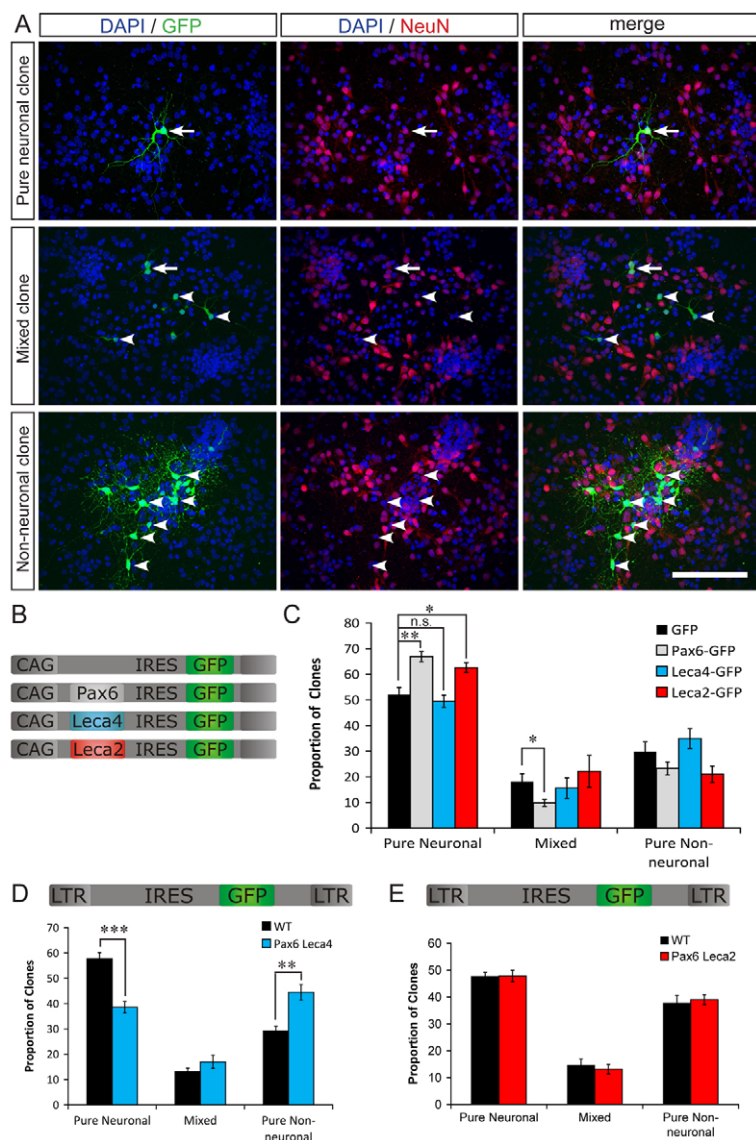 A
DAPI / GFP
DAPI / NeuN
merge
Pure neuronal clone
Mixed clone
Non-neuronal clone
B
CAG IRES GFP
CAG Pax6 IRES GFP
CAG Leca4 IRES GFP
CAG Leca2 IRES GFP
C
Proportion of Clones
80
70
60
50
40
30
20
10
0
*
n.s.
**
*
GFP
Pax6-GFP
Leca4-GFP
Leca2-GFP
Pure Neuronal
Mixed
Pure Non-
neuronal
D
LTR IRES GFP LTR
Proportion of Clones
70
60
50
40
30
20
10
0
***
**
WT
Pax6 Leca4
Pure Neuronal
Mixed
Pure Non-
neuronal
E
LTR IRES GFP LTR
Proportion of Clones
60
50
40
30
20
10
0
WT
Pax6 Leca2
Pure Neuronal
Mixed
Pure Non-
neuronal